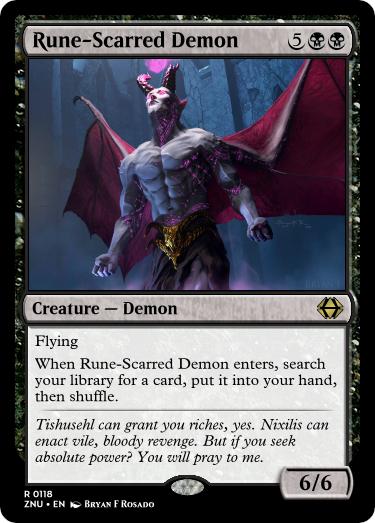 Rune-Scarred Demon 5
Creature — Demon
Flying
When Rune-Scarred Demon enters, search
your library for a card, put it into your hand,
then shuffle.
Tishusehl can grant you riches, yes. Nixilis can
enact vile, bloody revenge. But if you seek
absolute power? You will pray to me.
6/6
R 0118
ZNU • EN Bryan F Rosado